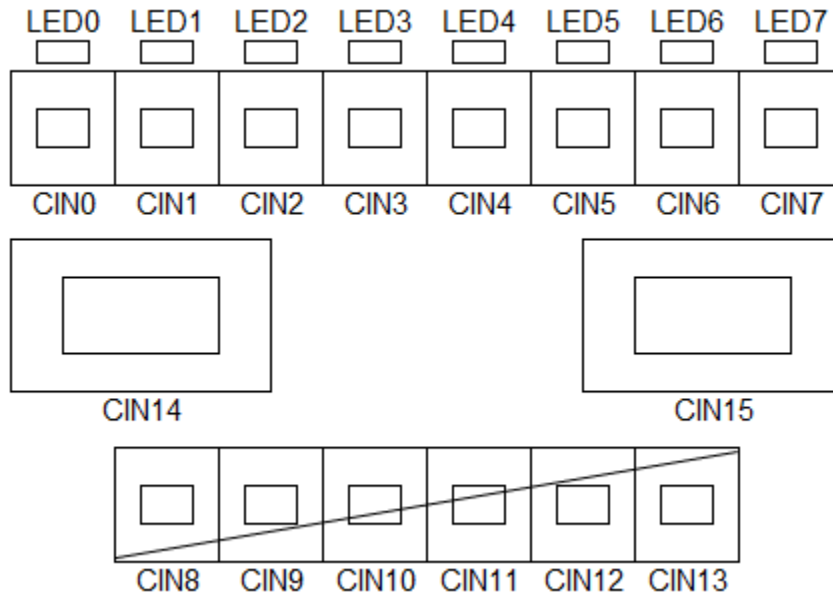 LED0 LED1 LED2 LED3 LED4 LED5 LED6 LED7
CIN0 CIN1 CIN2 CIN3 CIN4 CIN5 CIN6 CIN7
CIN14 CIN15
CIN8 CIN9 CIN10 CIN11 CIN12 CIN13